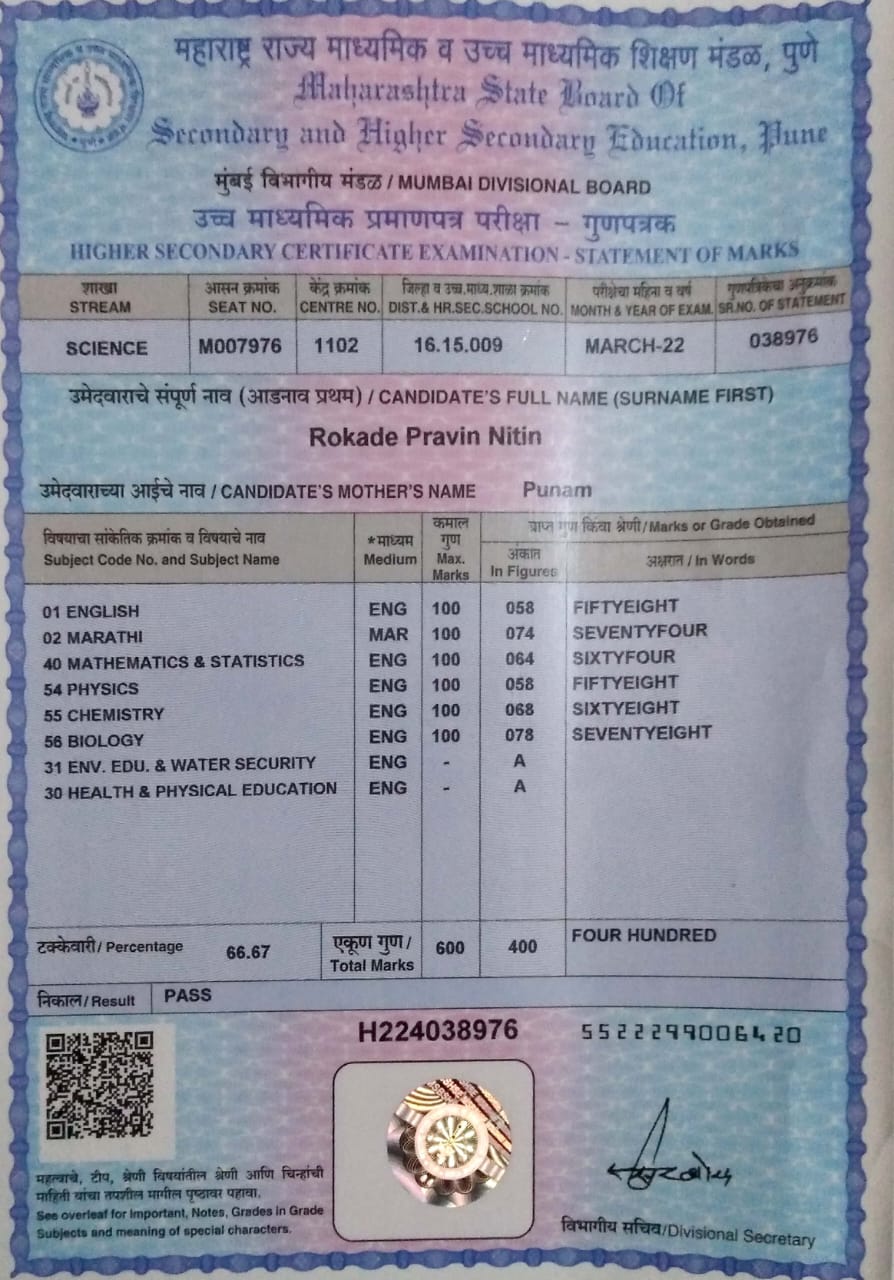 महाराष्ट्र राज्य माध्यमिक व उच्च माध्यमिक शिक्षण मंडळ, पुणे
Maharashtra State Board Of
Secondary and Higher Secondary Education, Pune
मुंबई विभागीय मंडळ / MUMBAI DIVISIONAL BOARD
उच्च माध्यमिक प्रमाणपत्र परीक्षा – गुणपत्रक
HIGHER SECONDARY CERTIFICATE EXAMINATION - STATEMENT OF MARKS
शाखा आसन क्रमांक केंद्र क्रमांक जिल्हा व उच्च.माध्य.शाळा क्रमांक परीक्षेचा महिना व वर्ष गुणपत्रिकेचा अनुक्रमांक
STREAM SEAT NO. CENTRE NO. DIST.& HR.SEC.SCHOOL NO. MONTH & YEAR OF EXAM. SR.NO. OF STATEMENT
SCIENCE M007976 1102 16.15.009 MARCH-22 038976
उमेदवाराचे संपूर्ण नाव (आडनाव प्रथम) / CANDIDATE'S FULL NAME (SURNAME FIRST)
Rokade Pravin Nitin
उमेदवाराच्या आईचे नाव / CANDIDATE'S MOTHER'S NAME Punam
विषयाचा सांकेतिक क्रमांक व विषयाचे नाव
Subject Code No. and Subject Name
*माध्यम
Medium
कमाल
गुण
Max.
Marks
प्राप्त गुण किंवा श्रेणी/Marks or Grade Obtained
अंकात
In Figures
अक्षरात / In Words
01 ENGLISH ENG 100 058 FIFTYEIGHT
02 MARATHI MAR 100 074 SEVENTYFOUR
40 MATHEMATICS & STATISTICS ENG 100 064 SIXTYFOUR
54 PHYSICS ENG 100 058 FIFTYEIGHT
55 CHEMISTRY ENG 100 068 SIXTYEIGHT
56 BIOLOGY ENG 100 078 SEVENTYEIGHT
31 ENV. EDU. & WATER SECURITY ENG - A
30 HEALTH & PHYSICAL EDUCATION ENG - A
टक्केवारी/ Percentage 66.67
एकूण गुण/
Total Marks
600 400 FOUR HUNDRED
निकाल/ Result PASS
H224038976 5522299006420
महत्वाचे, टीप, श्रेणी विषयांतील श्रेणी आणि चिन्हांची
माहिती यांचा तपशील मागील पृष्ठावर पहावा.
See overleaf for Important, Notes, Grades in Grade
Subjects and meaning of special characters.
विभागीय सचिव/Divisional Secretary